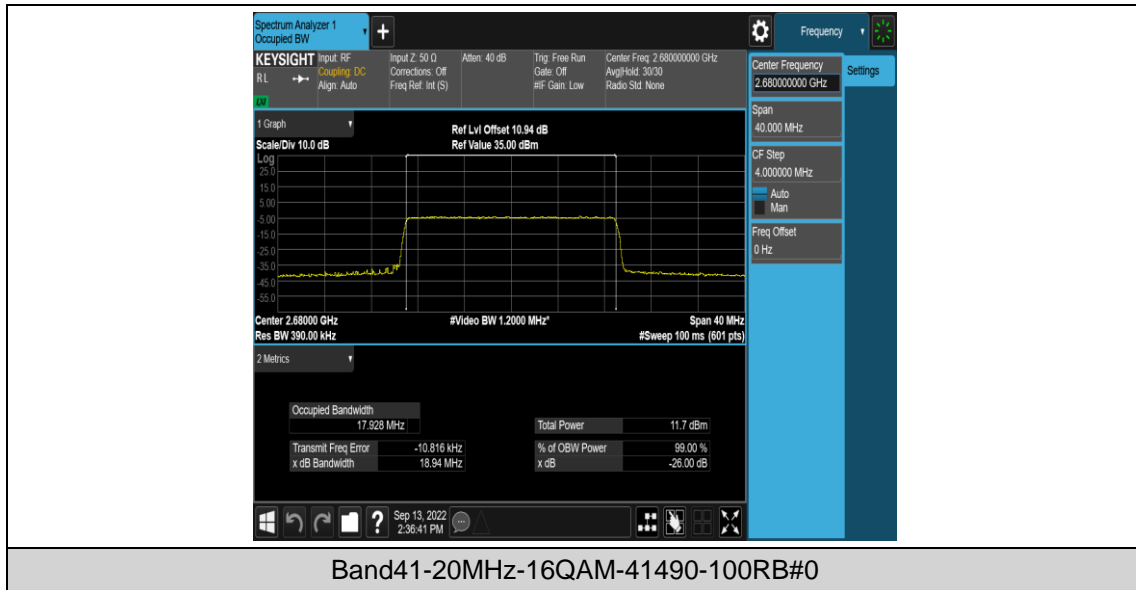 Spectrum Analyzer 1
Occupied BW
+
Frequency
KEYSIGHT
RL
LXI
Input: RF
Coupling: DC
Align: Auto
Input Z: 50 Ω
Corrections: Off
Freq Ref: Int (S)
Atten: 40 dB
Trig: Free Run
Gate: Off
#IF Gain: Low
Center Freq: 2.680000000 GHz
Avg|Hold: 30/30
Radio Std: None
Center Frequency
2.680000000 GHz
Settings
Span
40.000 MHz
CF Step
4.000000 MHz
Auto
Man
Freq Offset
0 Hz
1 Graph
Scale/Div 10.0 dB
Ref Lvl Offset 10.94 dB
Ref Value 35.00 dBm
Log
25.0
15.0
5.00
-5.00
-15.0
-25.0
-35.0
-45.0
-55.0
Center 2.68000 GHz
Res BW 390.00 kHz
#Video BW 1.2000 MHz*
Span 40 MHz
#Sweep 100 ms (601 pts)
2 Metrics
Occupied Bandwidth
17.928 MHz
Total Power 11.7 dBm
Transmit Freq Error -10.816 kHz
% of OBW Power 99.00 %
x dB Bandwidth 18.94 MHz
x dB -26.00 dB
?
Sep 13, 2022
2:36:41 PM
Band41-20MHz-16QAM-41490-100RB#0